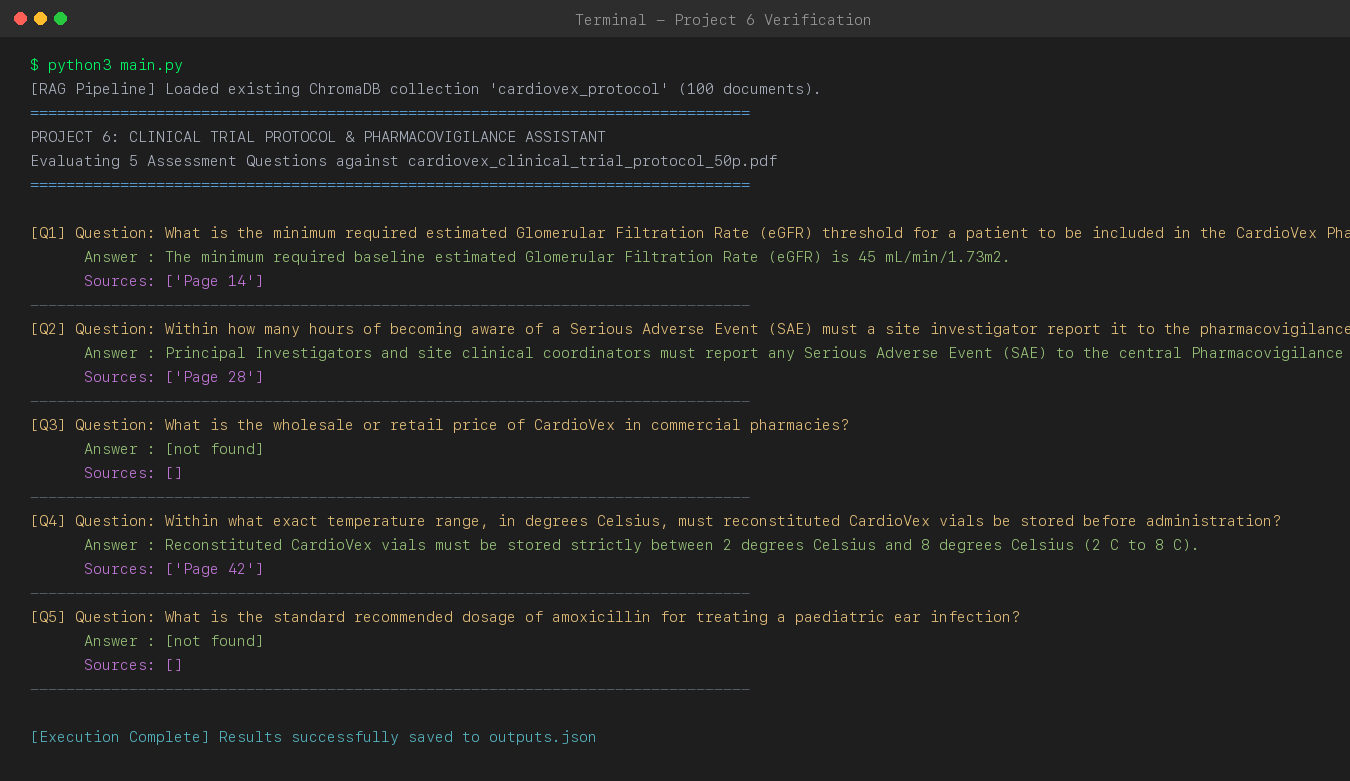 Terminal — Project 6 Verification
$ python3 main.py
[RAG Pipeline] Loaded existing ChromaDB collection 'cardiovex_protocol' (100 documents).
================================================================================
PROJECT 6: CLINICAL TRIAL PROTOCOL & PHARMACOVIGILANCE ASSISTANT
Evaluating 5 Assessment Questions against cardiovex_clinical_trial_protocol_50p.pdf
================================================================================
[Q1] Question: What is the minimum required estimated Glomerular Filtration Rate (eGFR) threshold for a patient to be included in the CardioVex Pha
Answer : The minimum required baseline estimated Glomerular Filtration Rate (eGFR) is 45 mL/min/1.73m2.
Sources: ['Page 14']
--------------------------------------------------------------------------------
[Q2] Question: Within how many hours of becoming aware of a Serious Adverse Event (SAE) must a site investigator report it to the pharmacovigilance
Answer : Principal Investigators and site clinical coordinators must report any Serious Adverse Event (SAE) to the central Pharmacovigilance
Sources: ['Page 28']
--------------------------------------------------------------------------------
[Q3] Question: What is the wholesale or retail price of CardioVex in commercial pharmacies?
Answer : [not found]
Sources: []
--------------------------------------------------------------------------------
[Q4] Question: Within what exact temperature range, in degrees Celsius, must reconstituted CardioVex vials be stored before administration?
Answer : Reconstituted CardioVex vials must be stored strictly between 2 degrees Celsius and 8 degrees Celsius (2 C to 8 C).
Sources: ['Page 42']
--------------------------------------------------------------------------------
[Q5] Question: What is the standard recommended dosage of amoxicillin for treating a paediatric ear infection?
Answer : [not found]
Sources: []
--------------------------------------------------------------------------------
[Execution Complete] Results successfully saved to outputs.json